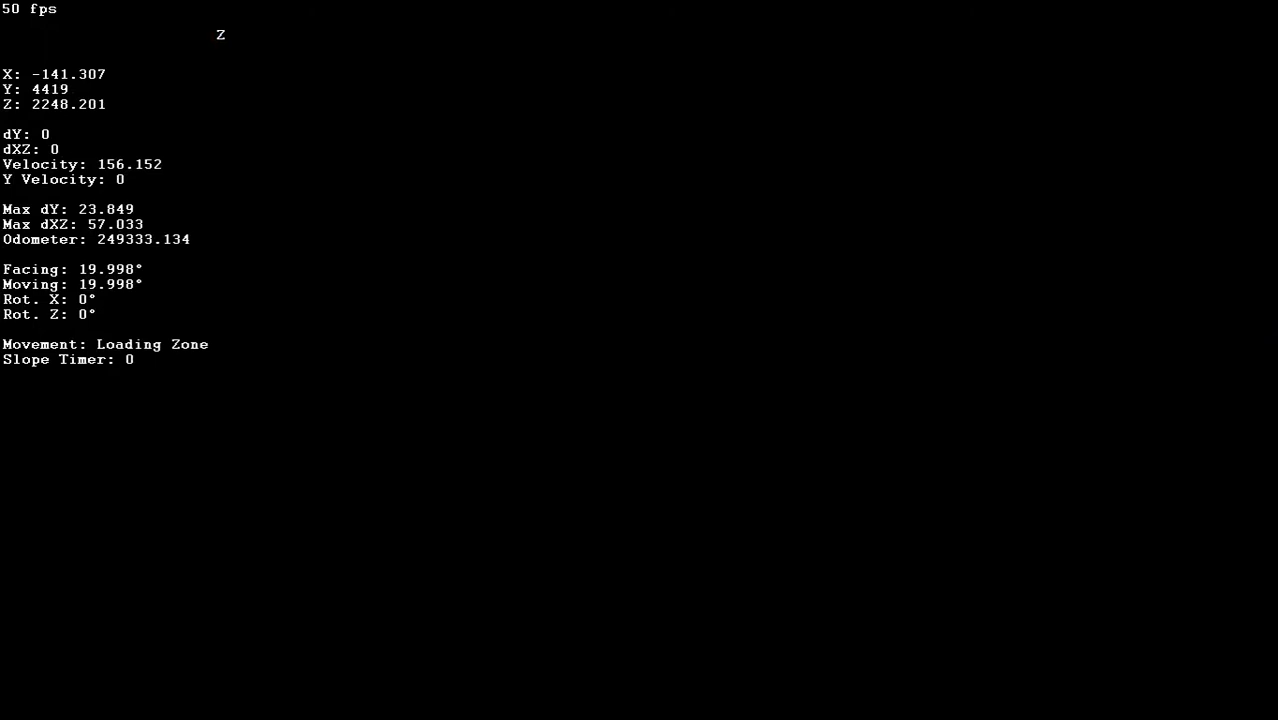 50 fps
Z
X: -141.307
Y: 4419
Z: 2248.201
dY: 0
dXZ: 0
Velocity: 156.152
Y Velocity: 0
Max dY: 23.849
Max dXZ: 57.033
Odometer: 249333.134
Facing: 19.998°
Moving: 19.998°
Rot. X: 0°
Rot. Z: 0°
Movement: Loading Zone
Slope Timer: 0